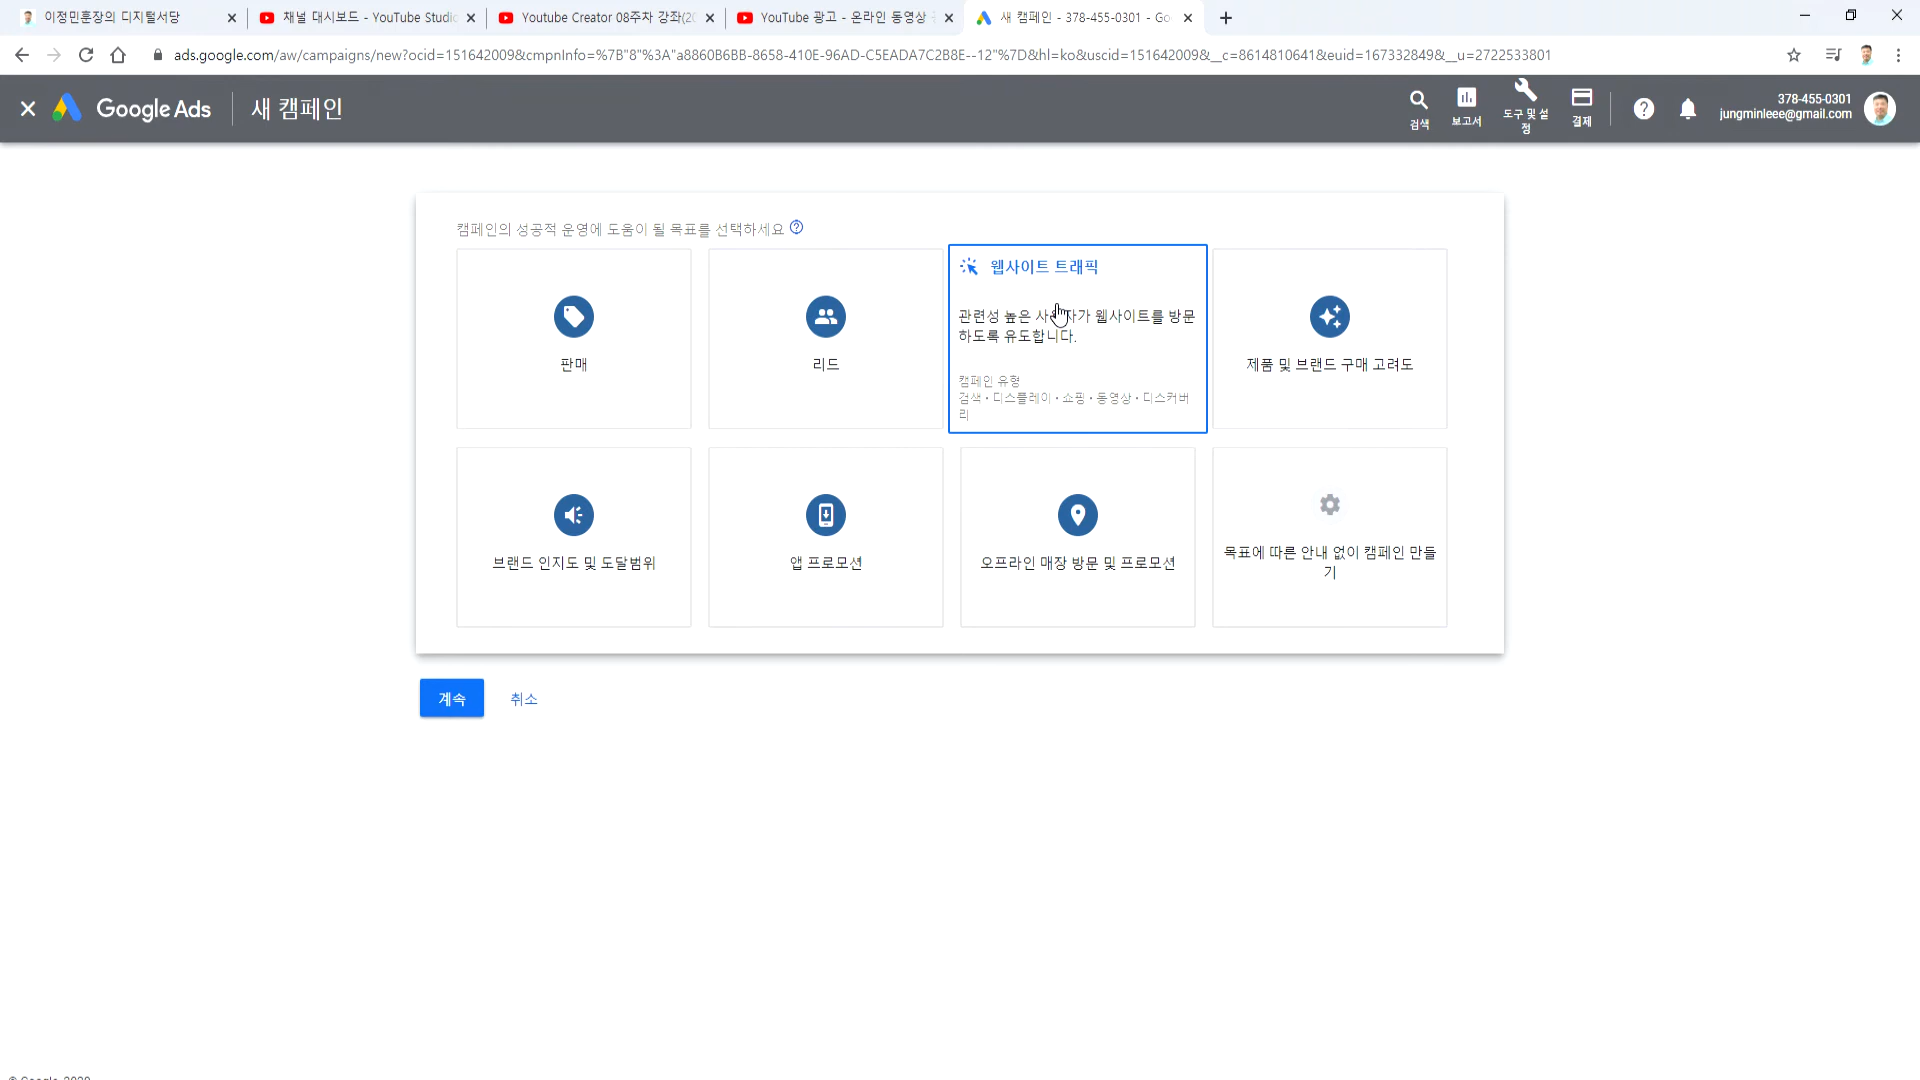 이정민훈장의 디지털서당
채널 대시보드 - YouTube Studio
Youtube Creator 08주차 강좌(20
YouTube 광고 - 온라인 동영상
새 캠페인 - 378-455-0301 - Go
ads.google.com/aw/campaigns/new?ocid=151642009&cmpnInfo=%7B"8"%3A"a8860B6BB-8658-410E-96AD-C5EADA7C2B8E--12"%7D&hl=ko&uscid=151642009&__c=8614810641&euid=167332849&__u=2722533801
Google Ads
새 캠페인
검색
보고서
도구 및 설
정
결제
378-455-0301
jungminleee@gmail.com
캠페인의 성공적 운영에 도움이 될 목표를 선택하세요
판매
리드
웹사이트 트래픽
관련성 높은 사용자가 웹사이트를 방문
하도록 유도합니다.
캠페인 유형
검색 • 디스플레이 • 쇼핑 • 동영상 • 디스커버
리
제품 및 브랜드 구매 고려도
브랜드 인지도 및 도달범위
앱 프로모션
오프라인 매장 방문 및 프로모션
목표에 따른 안내 없이 캠페인 만들
기
계속
취소
© Google, 2020